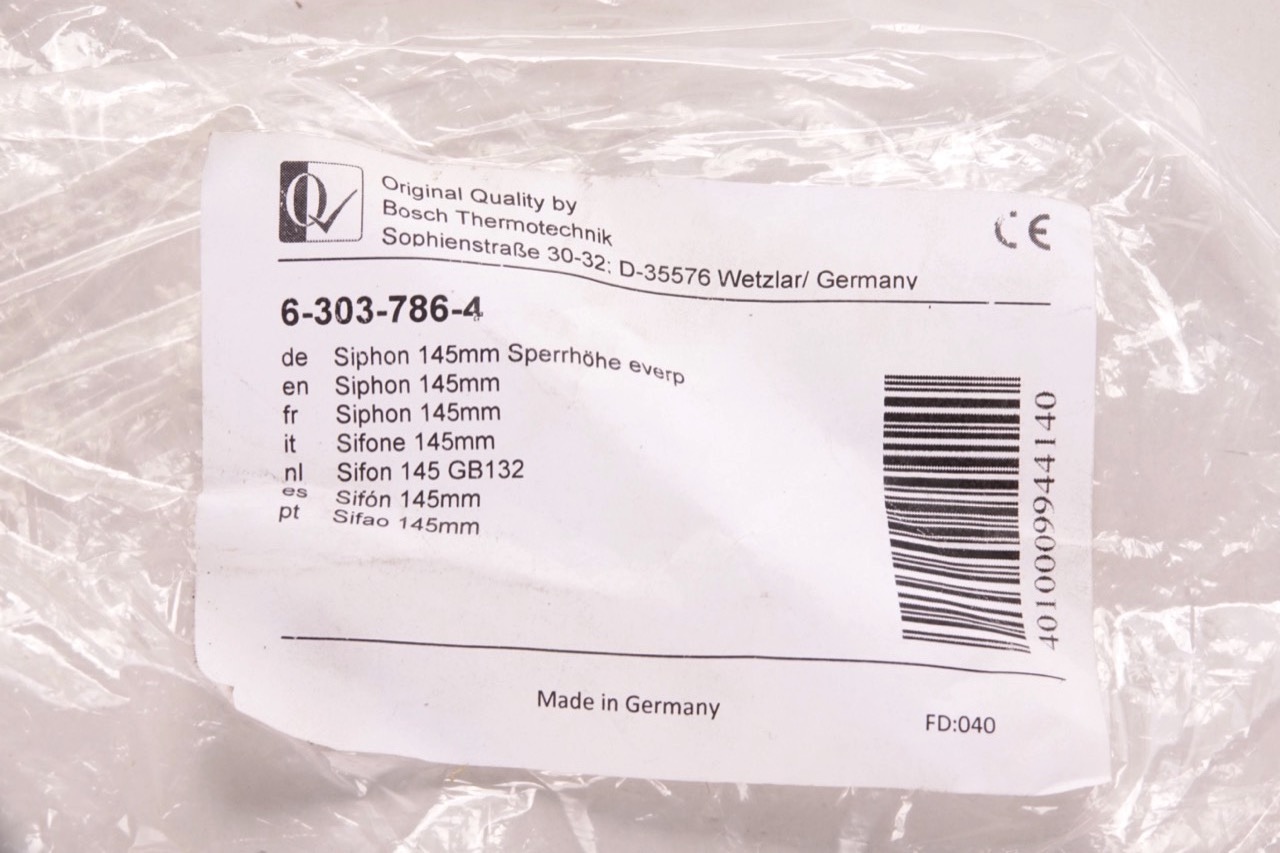 Original Quality by
Bosch Thermotechnik
Sophienstraße 30-32; D-35576 Wetzlar/ Germany
CE
6-303-786-4
de Siphon 145mm Sperrhöhe everp
en Siphon 145mm
fr Siphon 145mm
it Sifone 145mm
nl Sifon 145 GB132
es Sifón 145mm
pt Sifao 145mm
4010009944140
Made in Germany
FD:040